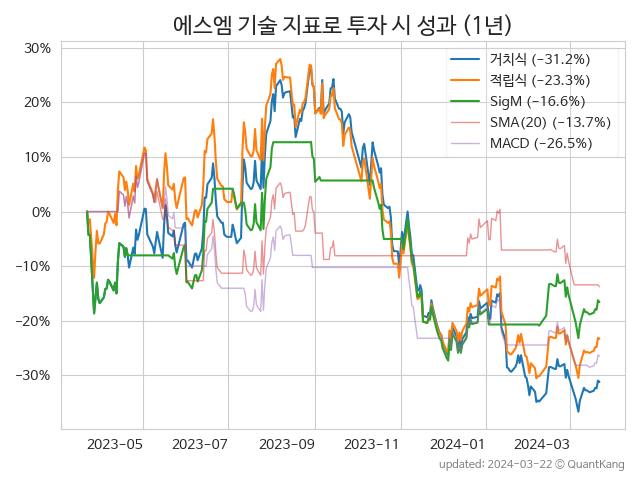 에스엠 기술 지표로 투자 시 성과 (1년)
30%
20%
10%
0%
−10%
−20%
−30%
거치식 (−31.2%)
적립식 (−23.3%)
SigM (−16.6%)
SMA(20) (−13.7%)
MACD (−26.5%)
2023-05
2023-07
2023-09
2023-11
2024-01
2024-03
updated: 2024-03-22 © QuantKang